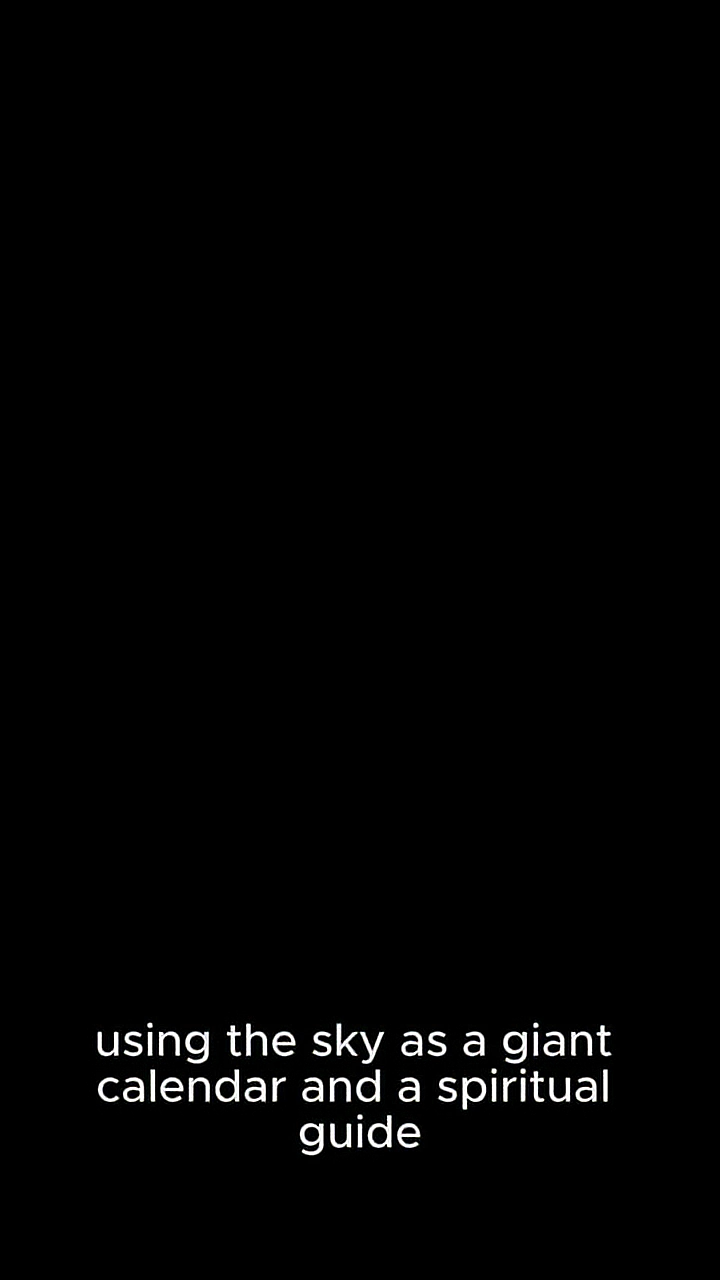 using the sky as a giant
calendar and a spiritual
guide